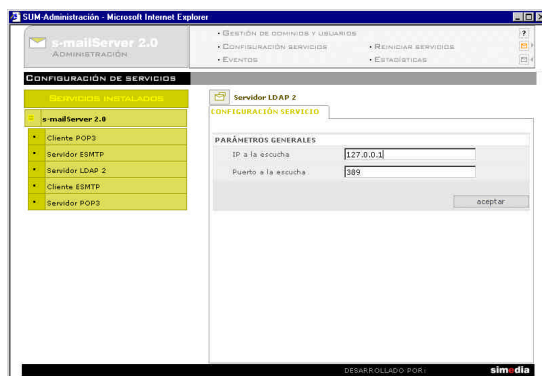 SUM-Administración - Microsoft Internet Explorer
s-mailServer 2.0
ADMINISTRACIÓN
• GESTIÓN DE DOMINIOS Y USUARIOS
• CONFIGURACIÓN SERVICIOS
• REINICIAR SERVICIOS
• EVENTOS
• ESTADÍSTICAS
?
CONFIGURACIÓN DE SERVICIOS
SERVICIOS INSTALADOS
s-mailServer 2.0
Cliente POP3
Servidor ESMTP
Servidor LDAP 2
Cliente ESMTP
Servidor POP3
Servidor LDAP 2
CONFIGURACIÓN SERVICIO
PARÁMETROS GENERALES
IP a la escucha 127.0.0.1
Puerto a la escucha 389
aceptar
DESARROLLADO POR: simedia